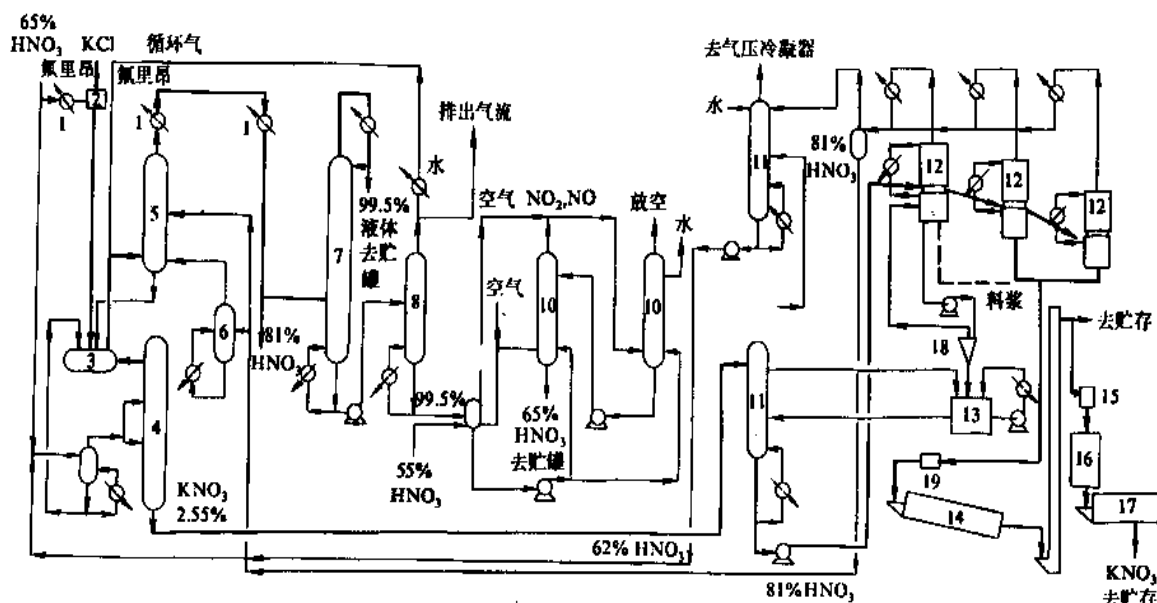 65%
HNO₃ KCl 循环气
氟里昂 氟里昂
1
2
1
1
排出气流
水
去气压冷凝器
水
11
81%
HNO₃
12
12
12
5
99.5%
液体
去贮
罐
7
8
空气 NO₂,NO
放空
水
空气
10
10
6
81%
HNO₃
3
4
99.5%
65%
HNO₃
去贮罐
55%
HNO₃
KNO₃
2.55%
11
料浆
18
13
去贮存
15
16
19
14
17
62% HNO₃
81%HNO₃
KNO₃
去贮存